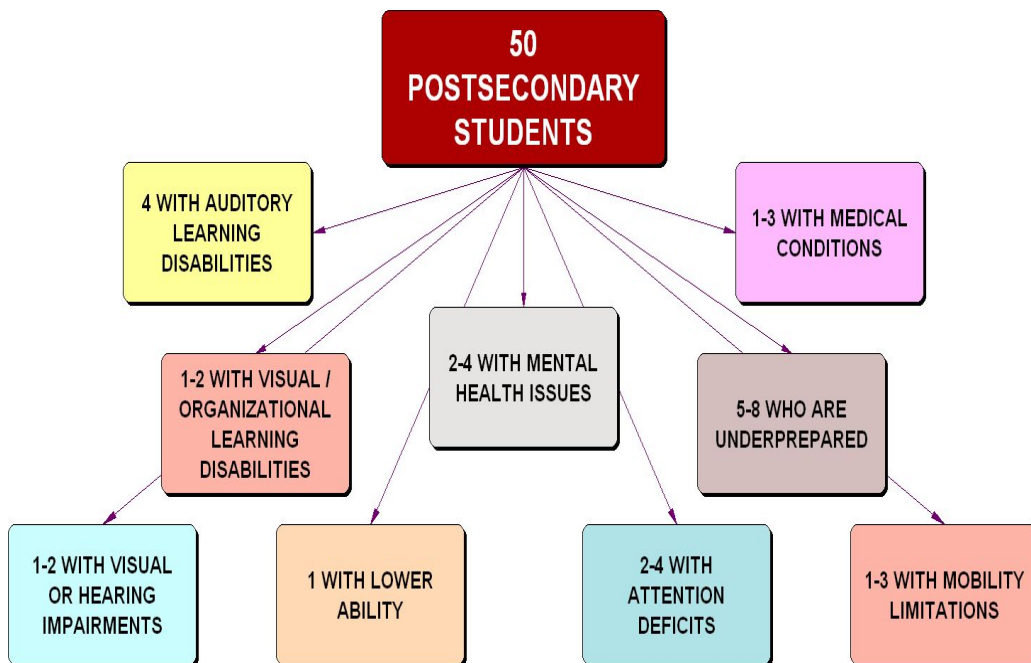 50
POSTSECONDARY
STUDENTS
4 WITH AUDITORY
LEARNING
DISABILITIES
1-3 WITH MEDICAL
CONDITIONS
1-2 WITH VISUAL /
ORGANIZATIONAL
LEARNING
DISABILITIES
2-4 WITH MENTAL
HEALTH ISSUES
5-8 WHO ARE
UNDERPREPARED
1-2 WITH VISUAL
OR HEARING
IMPAIRMENTS
1 WITH LOWER
ABILITY
2-4 WITH
ATTENTION
DEFICITS
1-3 WITH MOBILITY
LIMITATIONS